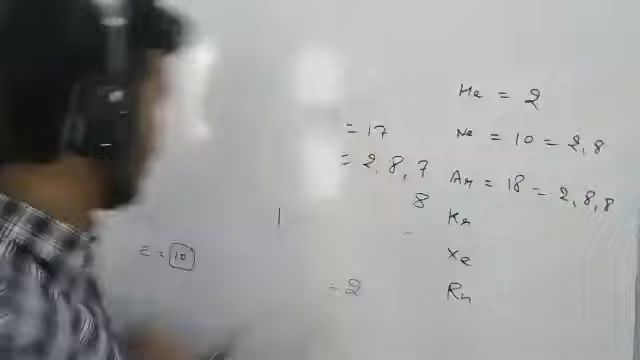 He = 2
= 17
Ne = 10 = 2, 8
= 2, 8, 7
Ar = 18 = 2, 8, 8
8
Kr
Xe
= 10
= 2
Rn